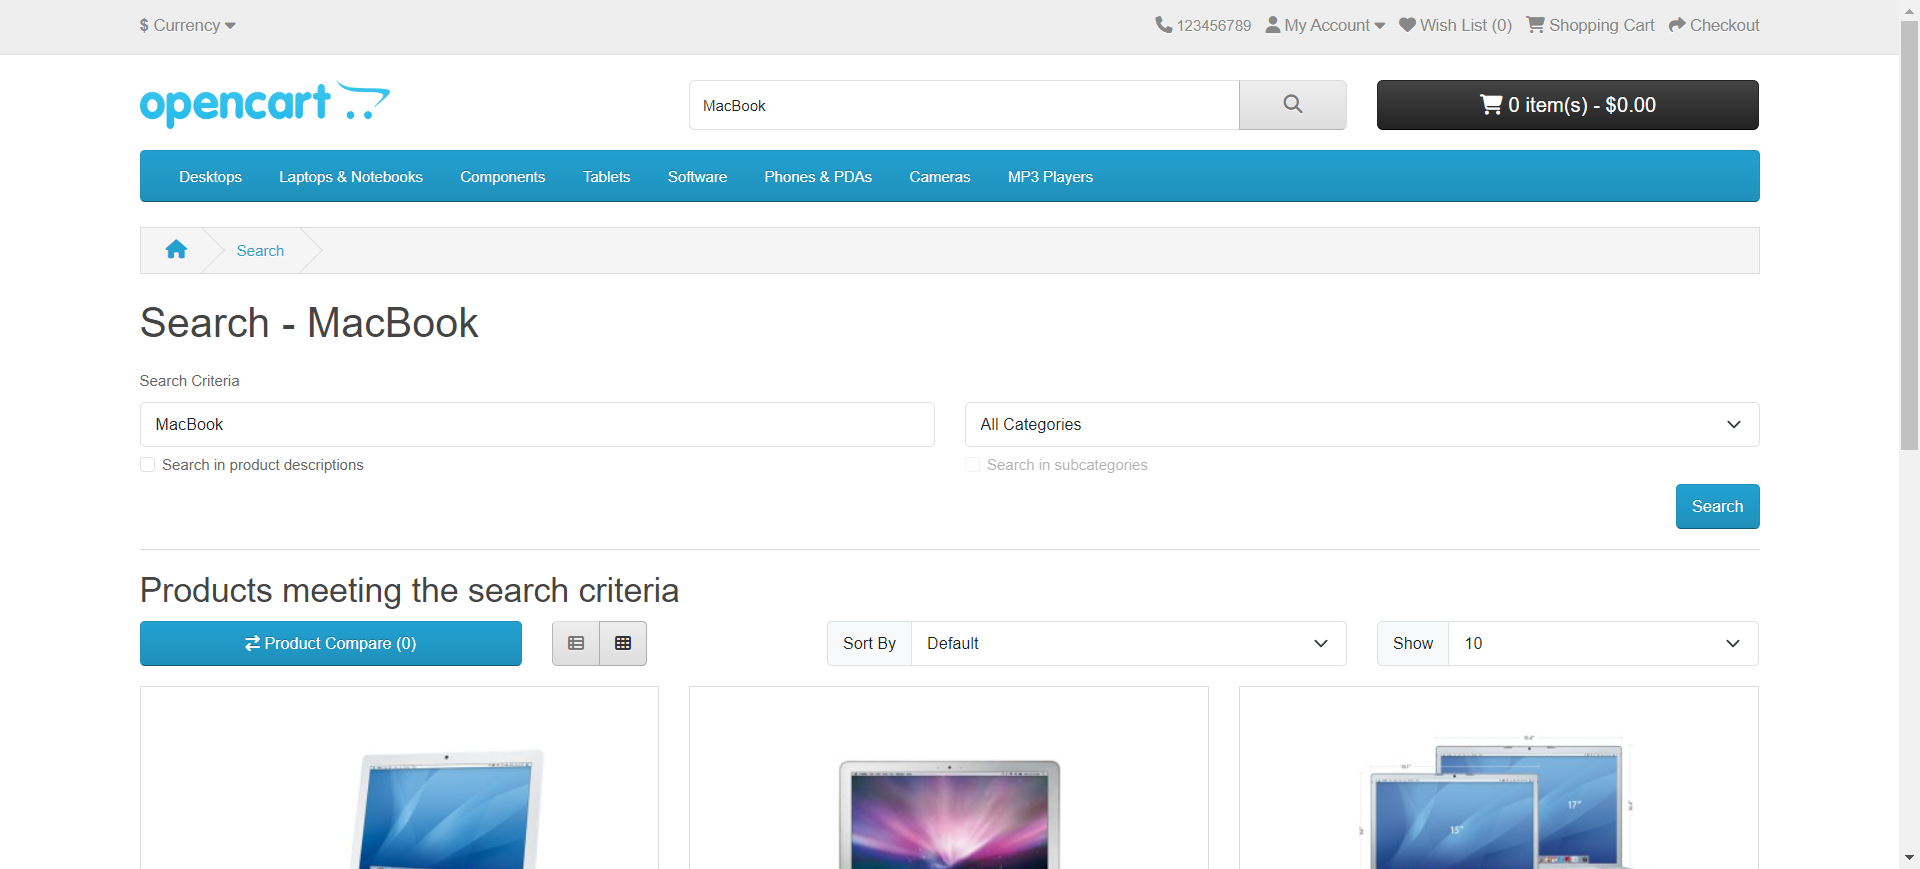 $ Currency
123456789 My Account Wish List (0) Shopping Cart Checkout
opencart
MacBook
0 item(s) - $0.00
Desktops Laptops & Notebooks Components Tablets Software Phones & PDAs Cameras MP3 Players
Search
Search - MacBook
Search Criteria
MacBook
All Categories
Search in product descriptions
Search in subcategories
Search
Products meeting the search criteria
Product Compare (0)
Sort By Default
Show 10
17"
15"